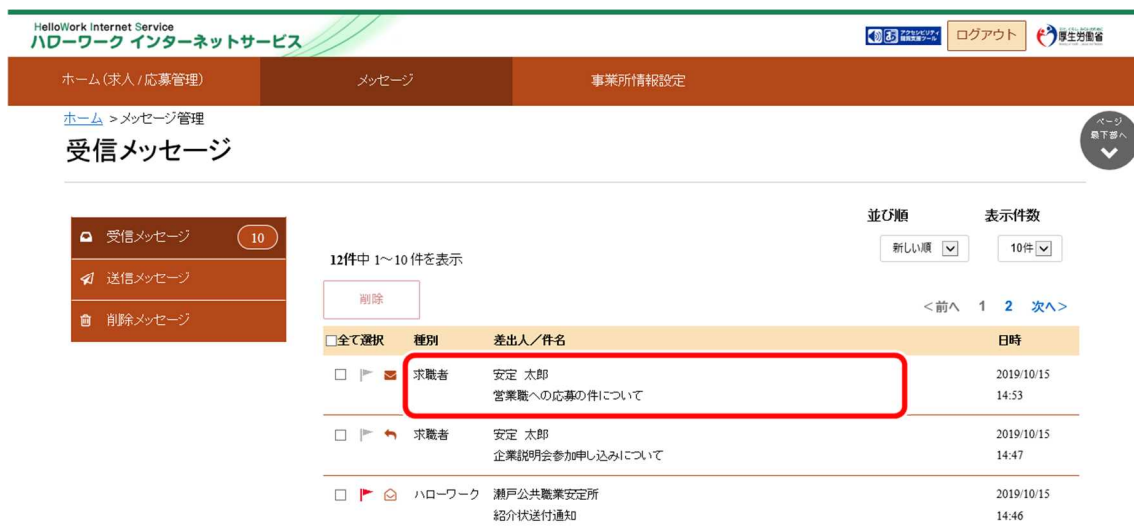 HelloWork Internet Service
ハローワーク インターネットサービス
アクセシビリティ
閲覧支援ツール
ログアウト
厚生労働省
ホーム(求人/応募管理)
メッセージ
事業所情報設定
ホーム >メッセージ管理
ページ
最下部へ
受信メッセージ
並び順
表示件数
受信メッセージ 10
新しい順
10件
12件中 1～10 件を表示
送信メッセージ
削除
＜前へ 1 2 次へ＞
削除メッセージ
全て選択 種別 差出人／件名 日時
求職者 安定 太郎 2019/10/15
営業職への応募の件について 14:53
求職者 安定 太郎 2019/10/15
企業説明会参加申し込みについて 14:47
ハローワーク 瀬戸公共職業安定所 2019/10/15
紹介状送付通知 14:46